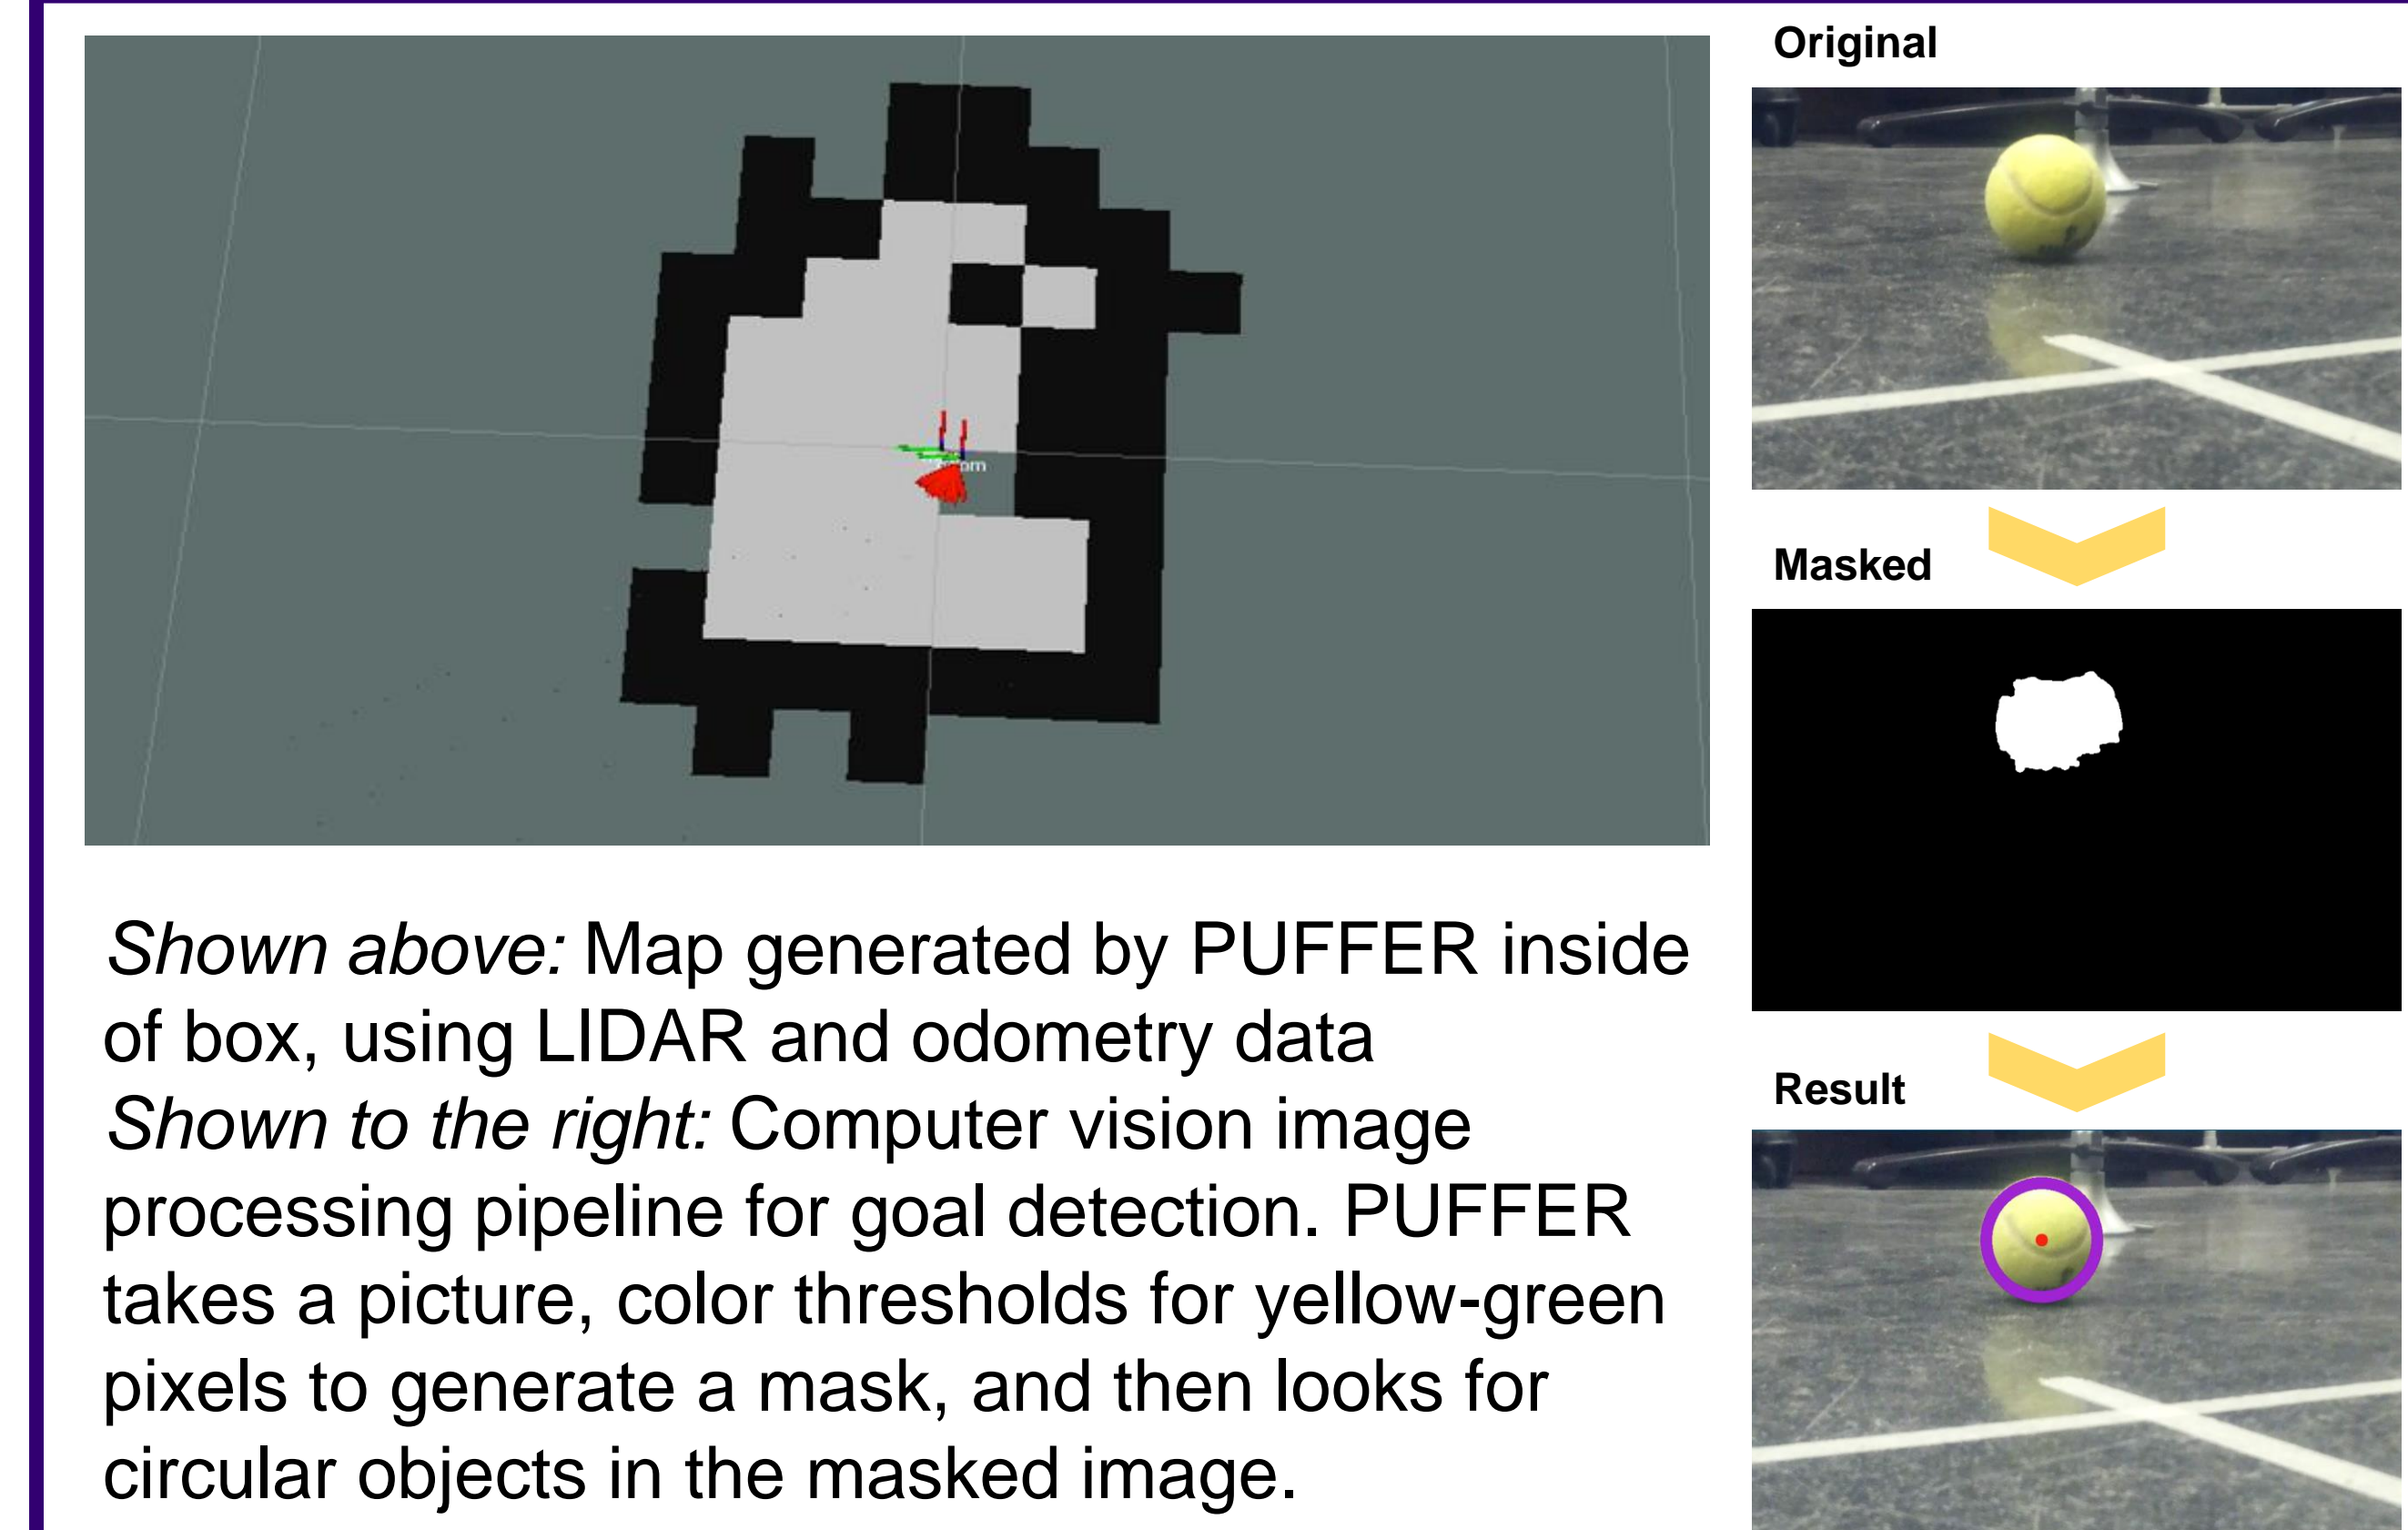 Original
Masked
Result
Shown above: Map generated by PUFFER inside
of box, using LIDAR and odometry data
Shown to the right: Computer vision image
processing pipeline for goal detection. PUFFER
takes a picture, color thresholds for yellow-green
pixels to generate a mask, and then looks for
circular objects in the masked image.